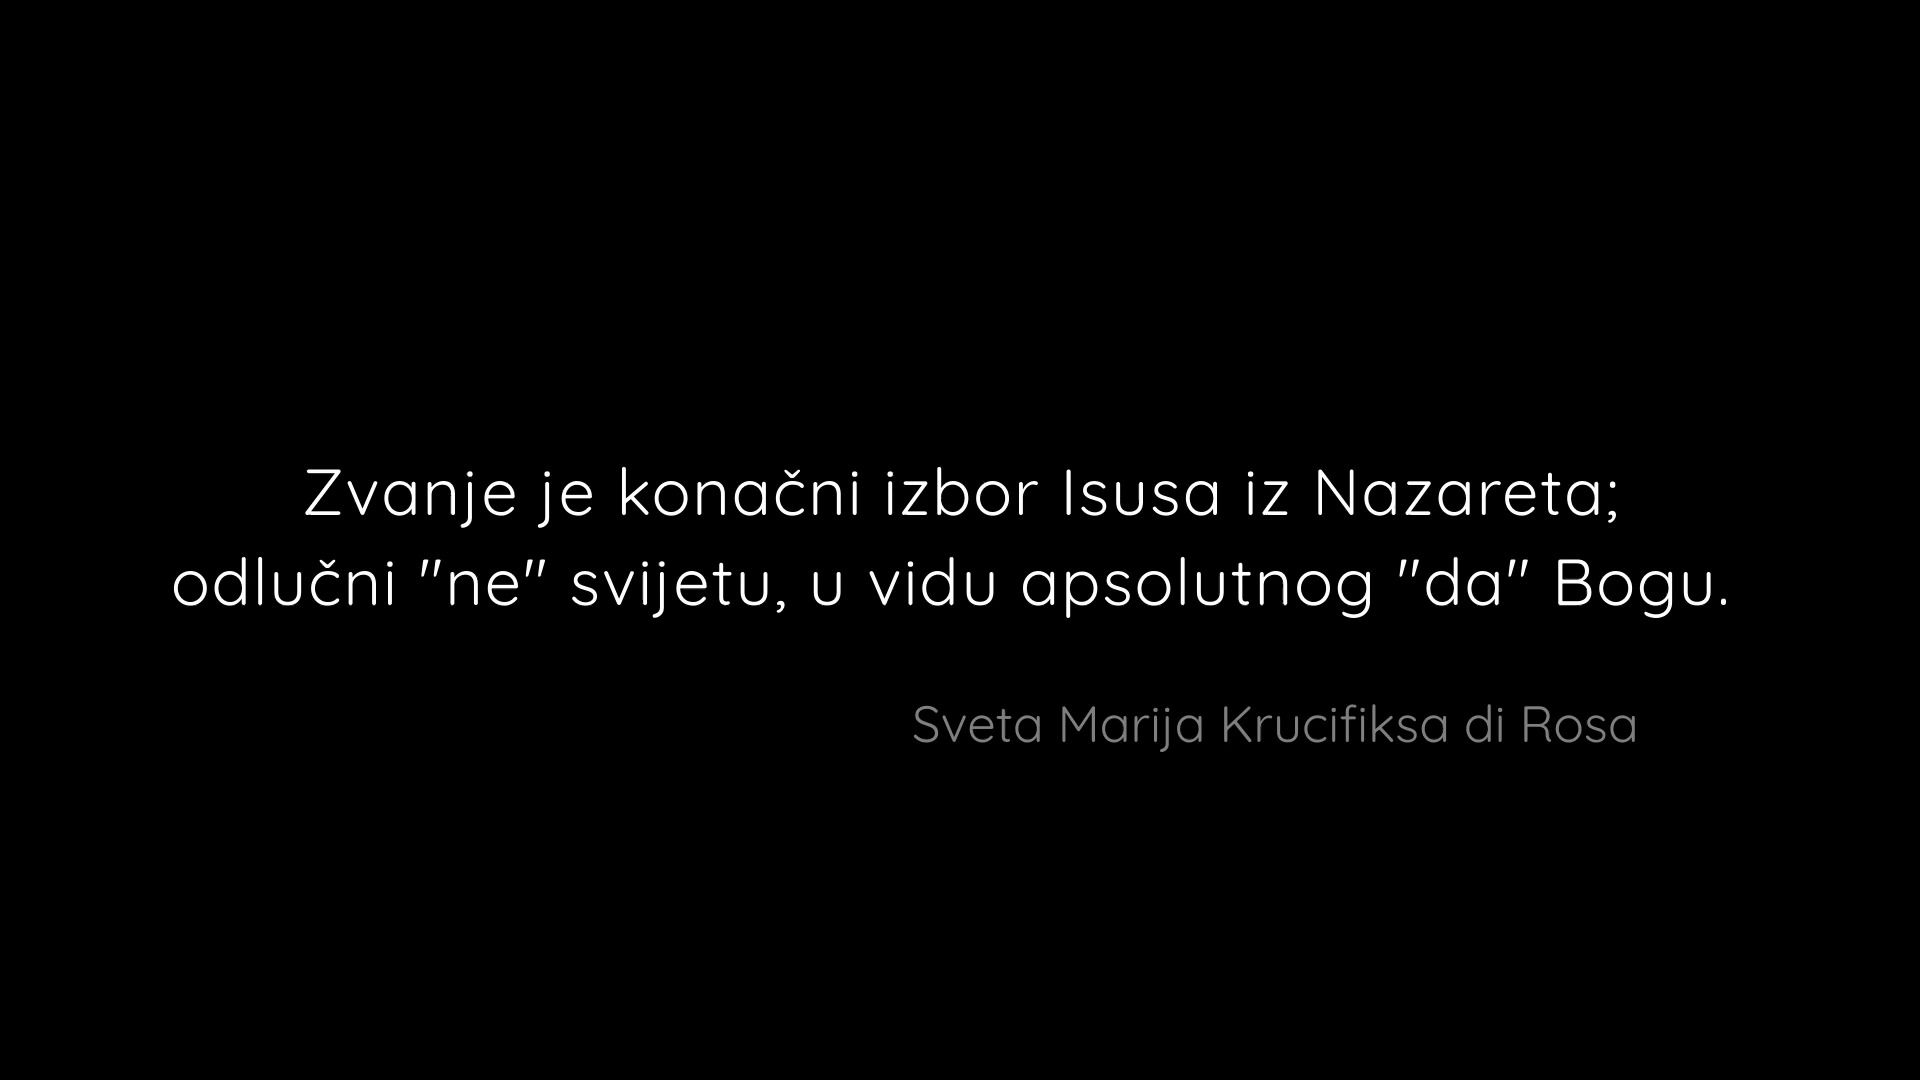 Zvanje je konačni izbor Isusa iz Nazareta;
odlučni "ne" svijetu, u vidu apsolutnog "da" Bogu.
Sveta Marija Krucifiksa di Rosa